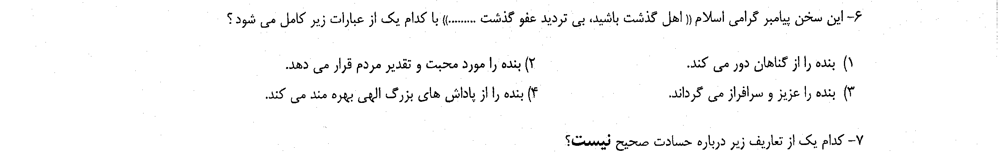 ۶- این سخن پیامبر گرامی اسلام (( اهل گذشت باشید، بی تردید عفو گذشت .........)) با کدام یک از عبارات زیر کامل می شود ؟
۱) بنده را از گناهان دور می کند. ۲) بنده را مورد محبت و تقدیر مردم قرار می دهد.
۳) بنده را عزیز و سرافراز می گرداند. ۴) بنده را از پاداش های بزرگ الهی بهره مند می کند.
۷- کدام یک از تعاریف زیر درباره حسادت صحیح نیست؟